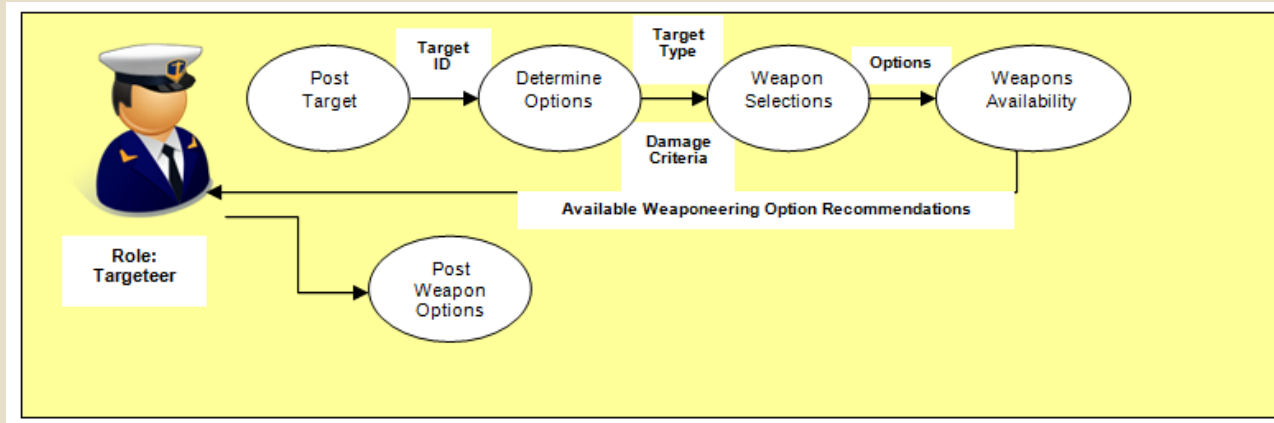 Post
Target
Target
ID
Determine
Options
Target
Type
Damage
Criteria
Weapon
Selections
Options
Weapons
Availability
Available Weaponeering Option Recommendations
Role:
Targeteer
Post
Weapon
Options